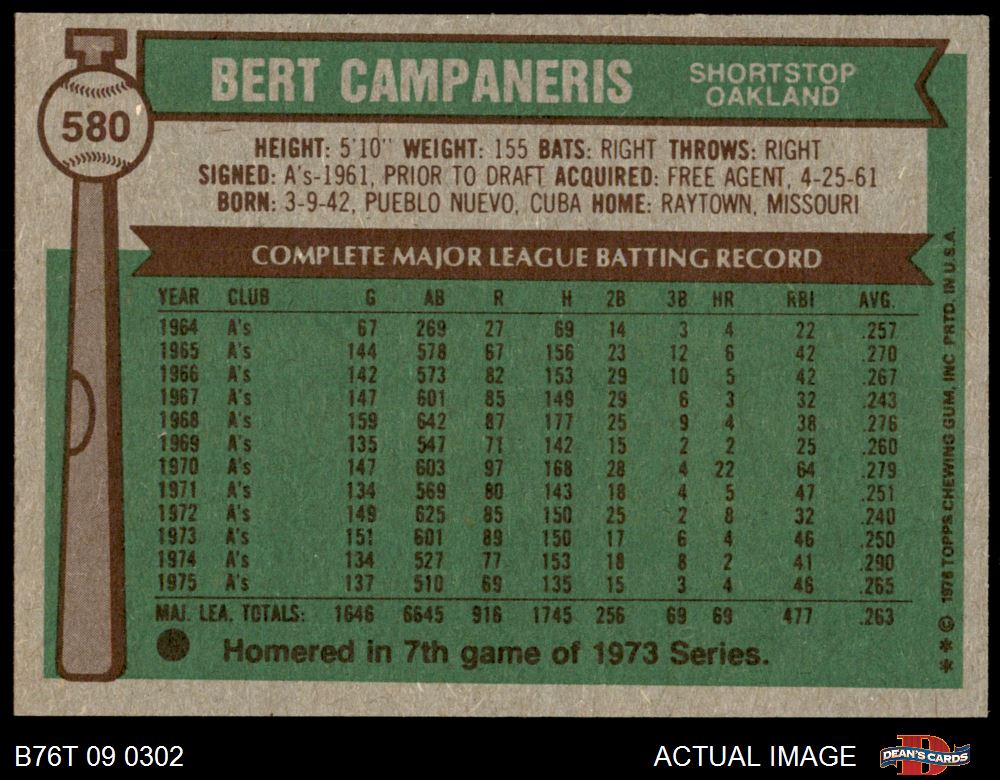 BERT CAMPANERIS SHORTSTOP OAKLAND
580
HEIGHT: 5'10" WEIGHT: 155 BATS: RIGHT THROWS: RIGHT
SIGNED: A's-1961, PRIOR TO DRAFT ACQUIRED: FREE AGENT, 4-25-61
BORN: 3-9-42, PUEBLO NUEVO, CUBA HOME: RAYTOWN, MISSOURI
COMPLETE MAJOR LEAGUE BATTING RECORD
YEAR CLUB G AB R H 2B 3B HR RBI AVG.
1964 A's 67 269 27 69 14 3 4 22 .257
1965 A's 144 578 67 156 23 12 6 42 .270
1966 A's 142 573 82 153 29 10 5 42 .267
1967 A's 147 601 85 149 29 6 3 32 .243
1968 A's 159 642 87 177 25 9 4 38 .276
1969 A's 135 547 71 142 15 2 2 25 .260
1970 A's 147 603 97 168 28 4 22 64 .279
1971 A's 134 569 80 143 18 4 5 47 .251
1972 A's 149 625 85 150 25 2 8 32 .240
1973 A's 151 601 89 150 17 6 4 46 .250
1974 A's 134 527 77 153 18 8 2 41 .290
1975 A's 137 510 69 135 15 3 4 46 .265
MAJ. LEA. TOTALS: 1646 6645 916 1745 256 69 69 477 .263
Homered in 7th game of 1973 Series.
* * © 1976 TOPPS CHEWING GUM, INC PRTD. IN U.S.A.
B76T 09 0302
ACTUAL IMAGE
DEAN'S CARDS